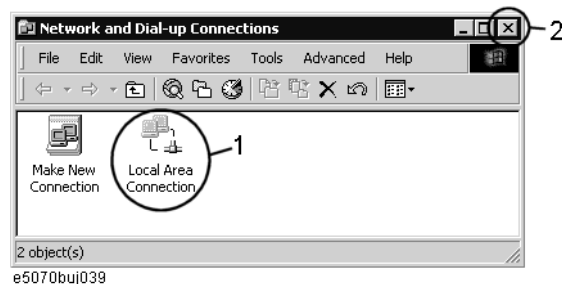 Network and Dial-up Connections
2
File Edit View Favorites Tools Advanced Help
1
Make New Connection
Local Area Connection
2 object(s)
e5070buj039